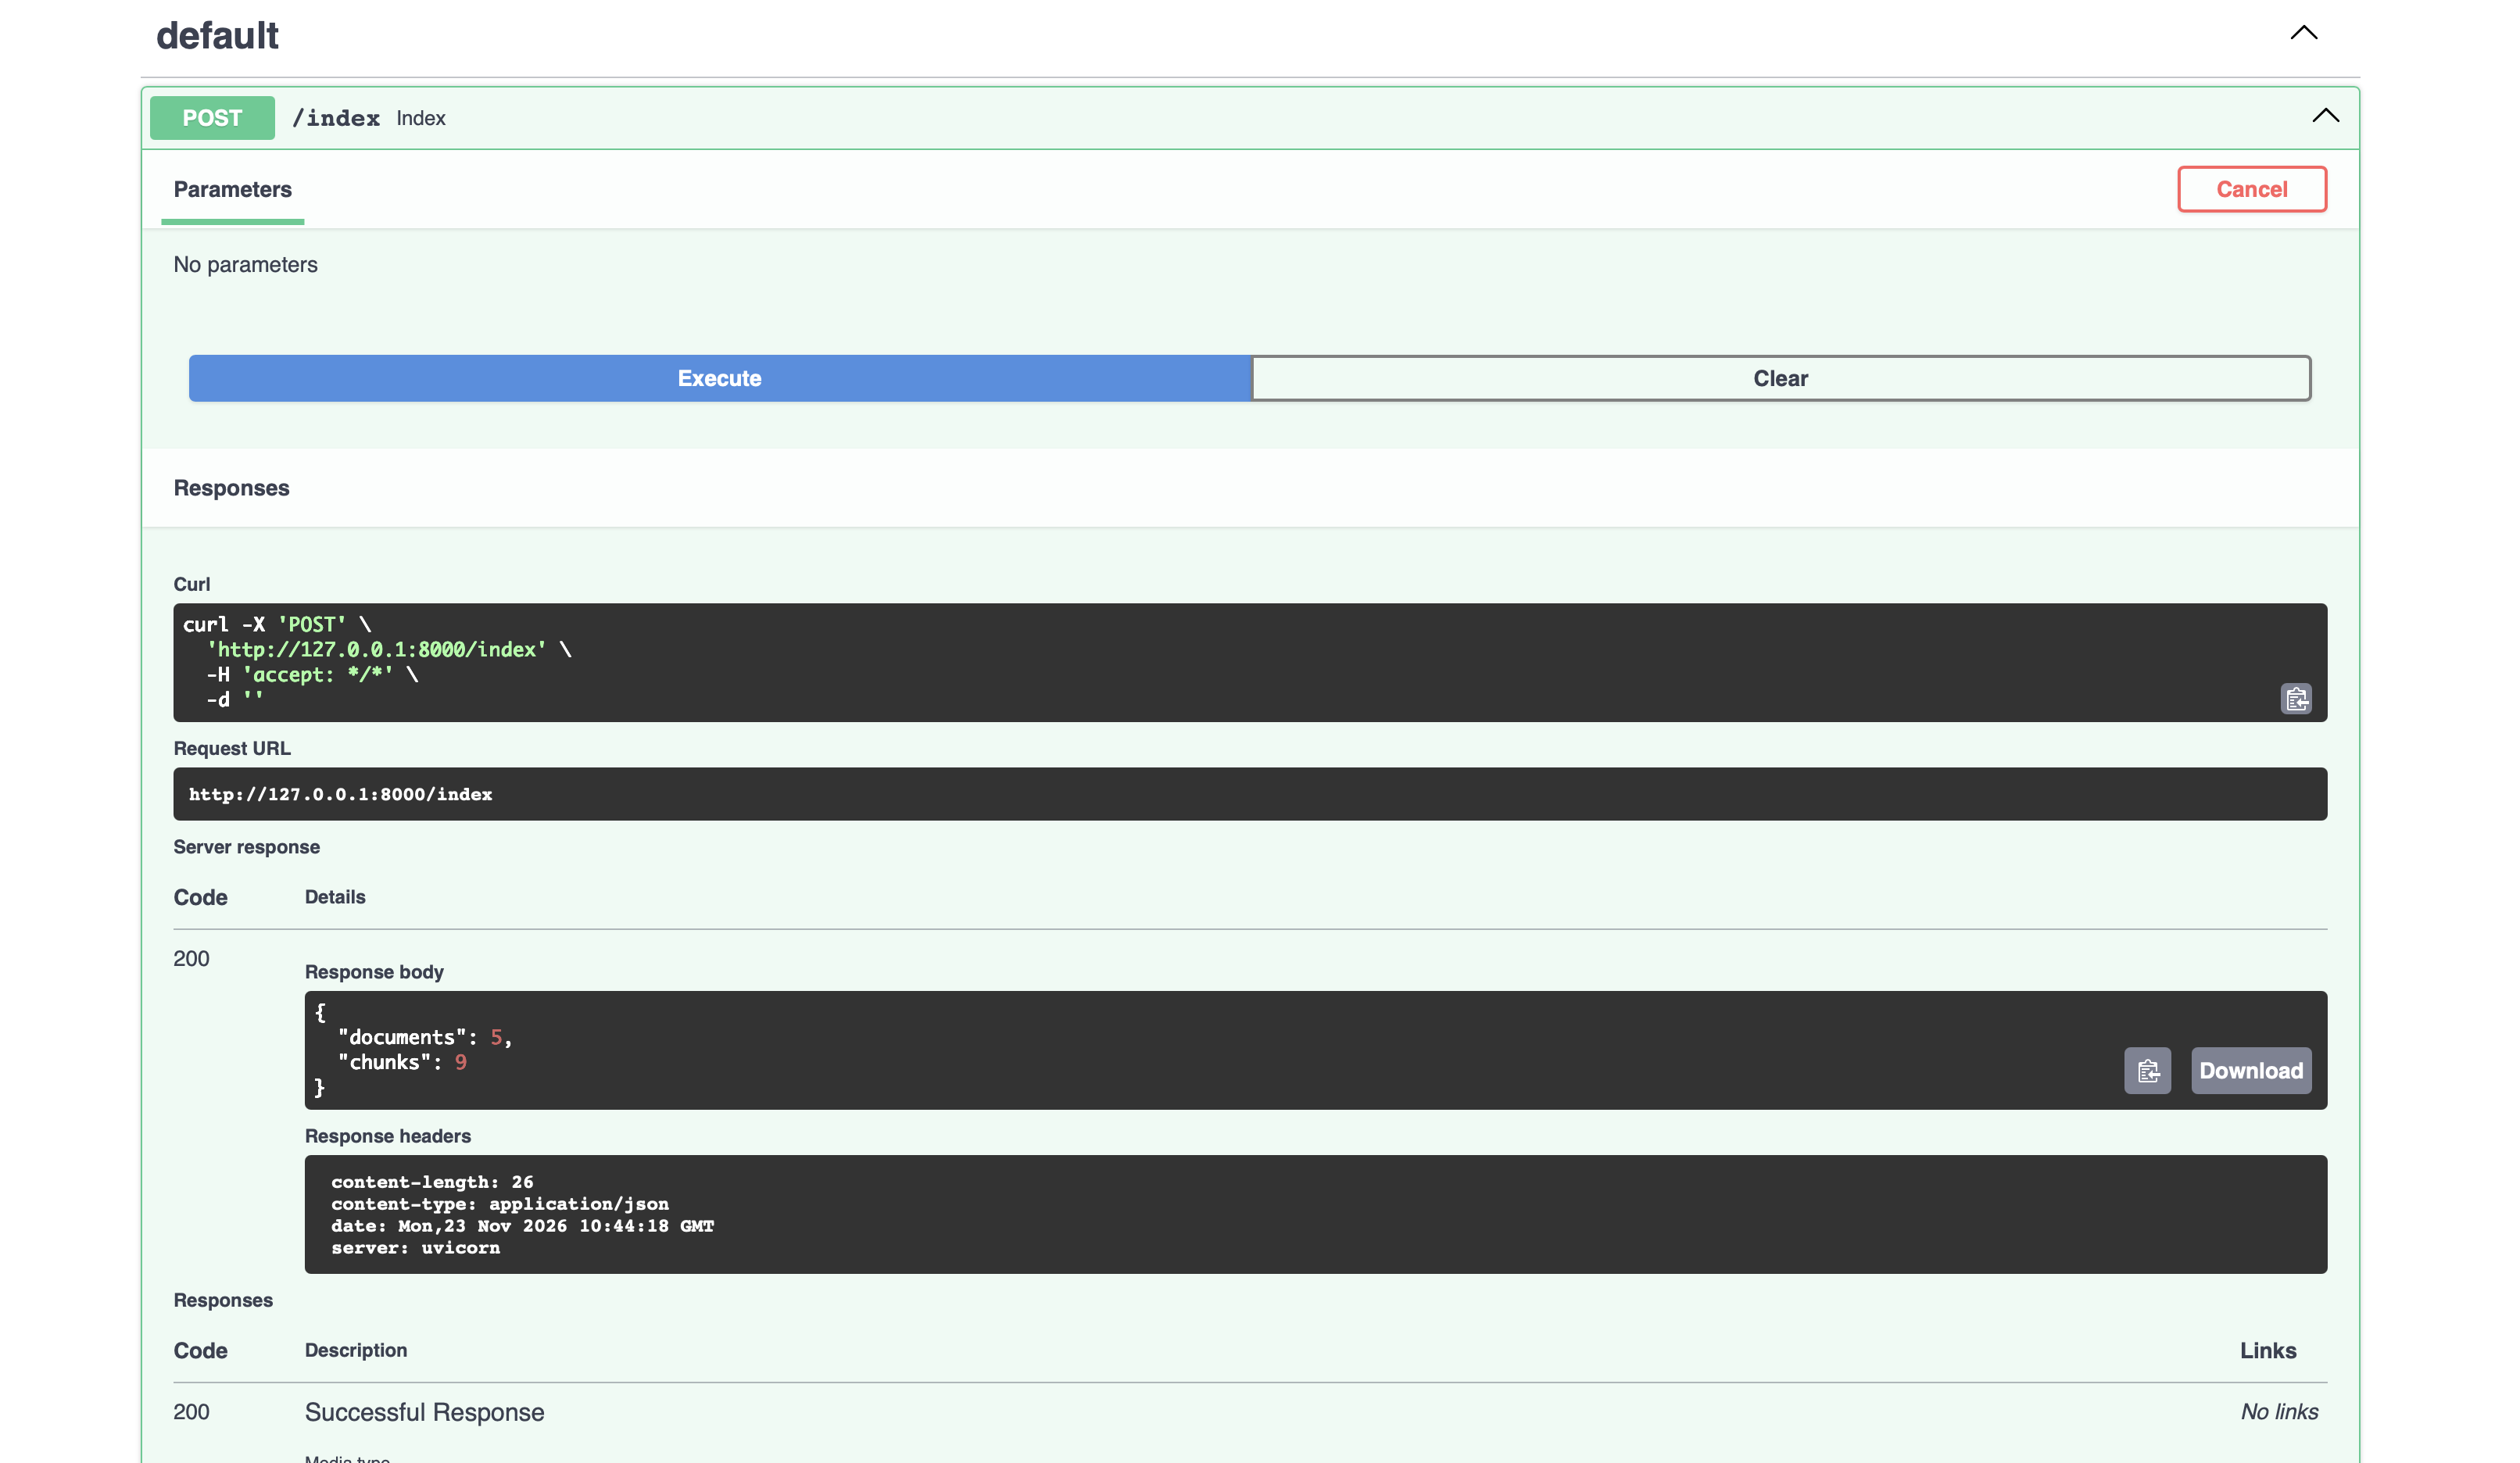 default
POST /index Index
Parameters Cancel
No parameters
Execute Clear
Responses
Curl
curl -X 'POST' \
  'http://127.0.0.1:8000/index' \
  -H 'accept: */*' \
  -d ''
Request URL
http://127.0.0.1:8000/index
Server response
Code Details
200
Response body
{
  "documents": 5,
  "chunks": 9
}
Download
Response headers
content-length: 26
content-type: application/json
date: Mon,23 Nov 2026 10:44:18 GMT
server: uvicorn
Responses
Code Description Links
200 Successful Response No links
Media type